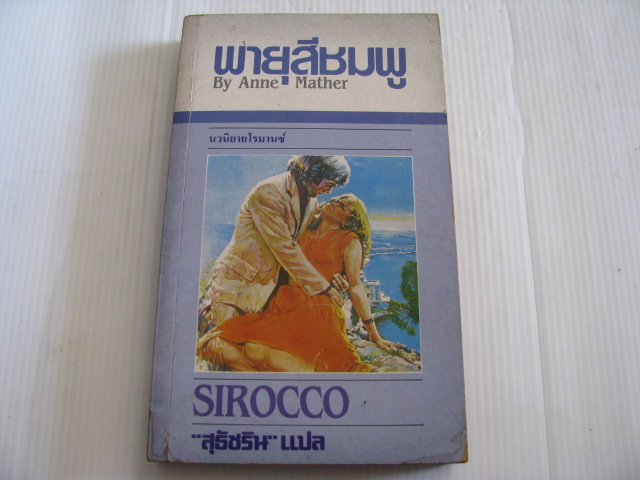 พายุสีชมพู
By Anne Mather
นวนิยายโรมานซ์
SIROCCO
"สุธัชริน" แปล